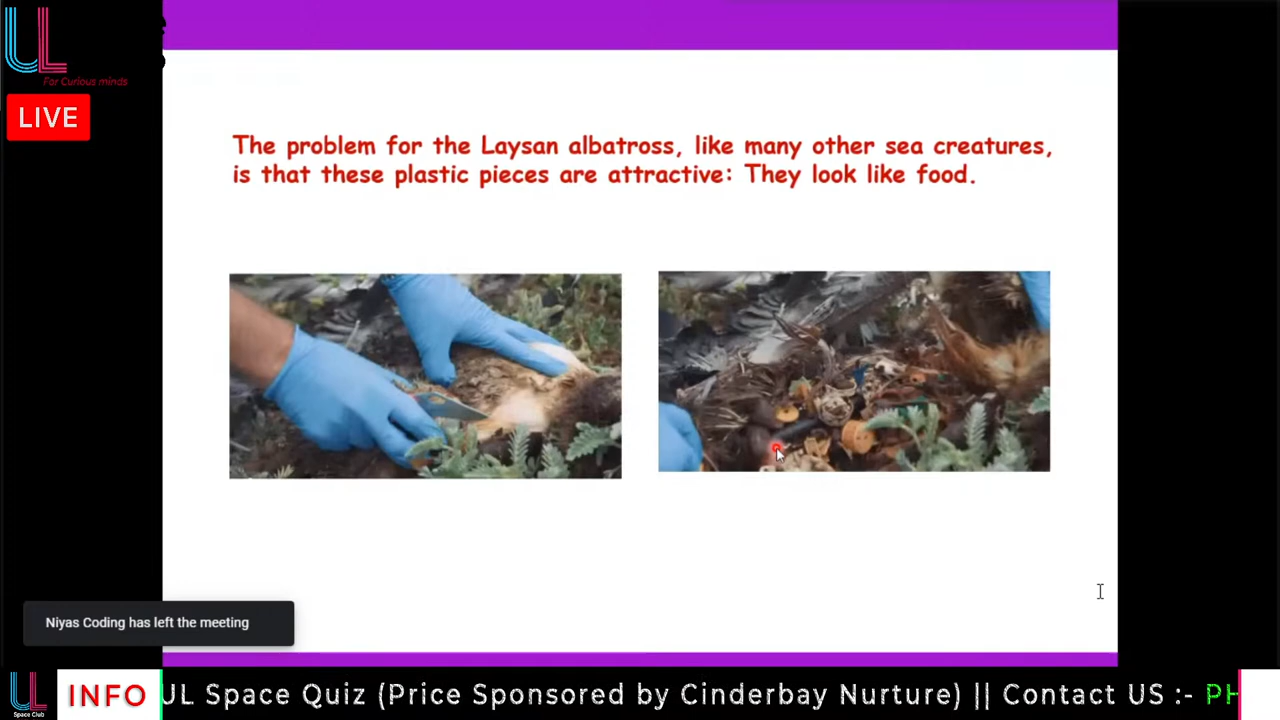 UL
For Curious minds
LIVE
The problem for the Laysan albatross, like many other sea creatures,
is that these plastic pieces are attractive: They look like food.
Niyas Coding has left the meeting
UL
Space Club
INFO
UL Space Quiz (Price Sponsored by Cinderbay Nurture) || Contact US :- PH